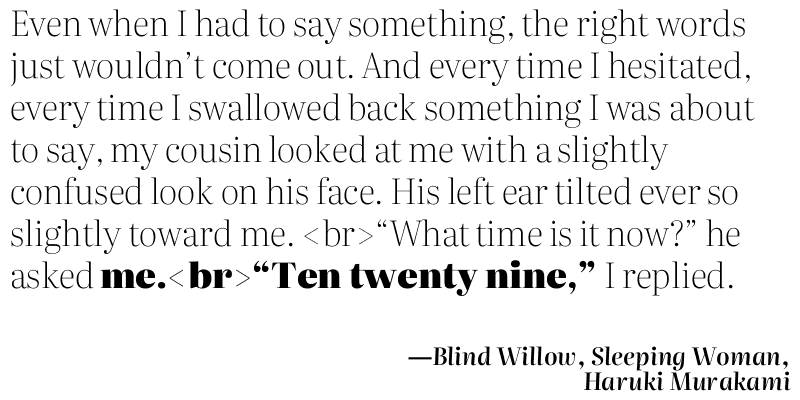 Even when I had to say something, the right words
just wouldn’t come out. And every time I hesitated,
every time I swallowed back something I was about
to say, my cousin looked at me with a slightly
confused look on his face. His left ear tilted ever so
slightly toward me. <br>“What time is it now?” he
asked me.<br>“Ten twenty nine,” I replied.
—Blind Willow, Sleeping Woman,
Haruki Murakami